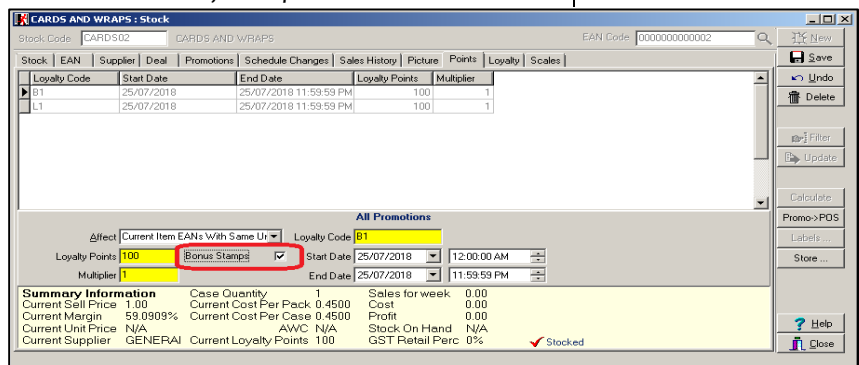 CARDS AND WRAPS : Stock
Stock Code CARDS02 CARDS AND WRAPS EAN Code 0000000000002 New
Stock EAN Supplier Deal Promotions Schedule Changes Sales History Picture Points Loyalty Scales Save
Loyalty Code Start Date End Date Loyalty Points Multiplier Undo
B1 25/07/2018 25/07/2018 11:59:59 PM 100 1 Delete
L1 25/07/2018 25/07/2018 11:59:59 PM 100 1
Filter
Update
Calculate
All Promotions Promo->POS
Affect Current Item EANs With Same Ur Loyalty Code B1 Labels ...
Loyalty Points 100 Bonus Stamps Start Date 25/07/2018 12:00:00 AM Store ...
Multiplier 1 End Date 25/07/2018 11:59:59 PM
Summary Information Case Quantity 1 Sales for week 0.00
Current Sell Price 1.00 Current Cost Per Pack 0.4500 Cost 0.00
Current Margin 59.0909% Current Cost Per Case 0.4500 Profit 0.00
Current Unit Price N/A AWC N/A Stock On Hand N/A Help
Current Supplier GENERAI Current Loyalty Points 100 GST Retail Perc 0% Stocked Close